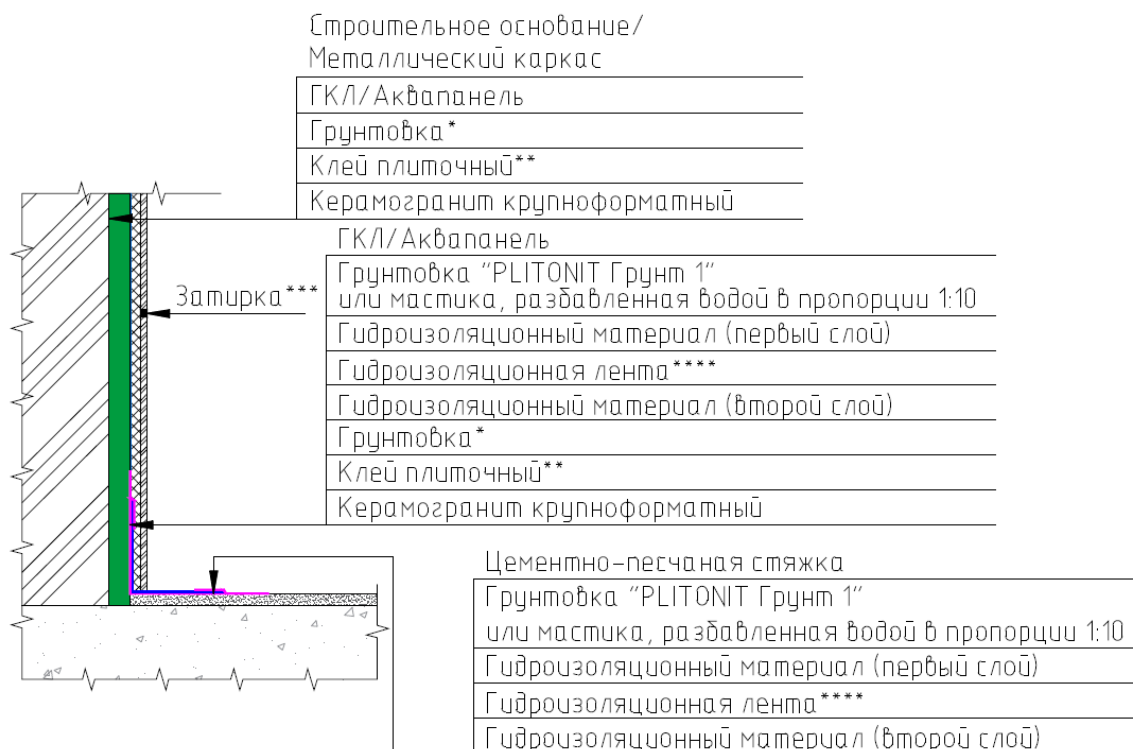 Строительное основание/
Металлический каркас
ГКЛ/Аквапанель
Грунтовка*
Клей плиточный**
Керамогранит крупноформатный
ГКЛ/Аквапанель
Грунтовка "PLITONIT Грунт 1"
или мастика, разбавленная водой в пропорции 1:10
Затирка***
Гидроизоляционный материал (первый слой)
Гидроизоляционная лента****
Гидроизоляционный материал (второй слой)
Грунтовка*
Клей плиточный**
Керамогранит крупноформатный
Цементно-песчаная стяжка
Грунтовка "PLITONIT Грунт 1"
или мастика, разбавленная водой в пропорции 1:10
Гидроизоляционный материал (первый слой)
Гидроизоляционная лента****
Гидроизоляционный материал (второй слой)